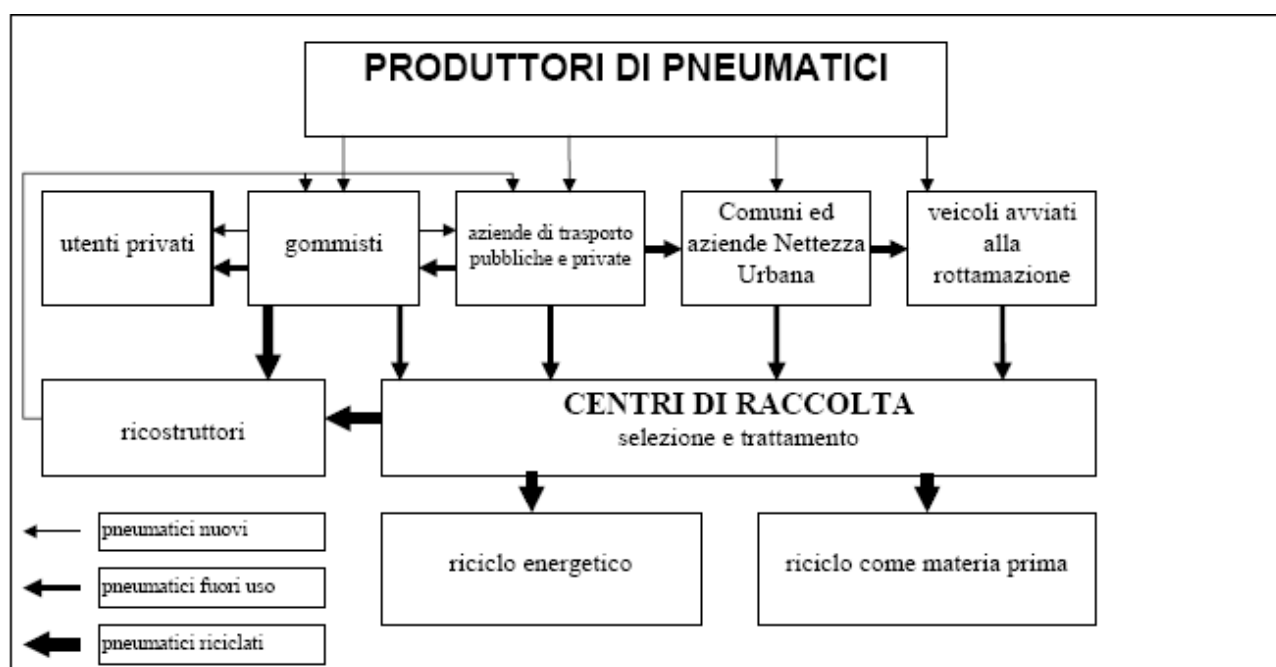 PRODUTTORI DI PNEUMATICI
utenti privati
gommisti
aziende di trasporto
pubbliche e private
Comuni ed
aziende Nettezza
Urbana
veicoli avviati
alla
rottamazione
ricostruttori
CENTRI DI RACCOLTA
selezione e trattamento
riciclo energetico
riciclo come materia prima
pneumatici nuovi
pneumatici fuori uso
pneumatici riciclati